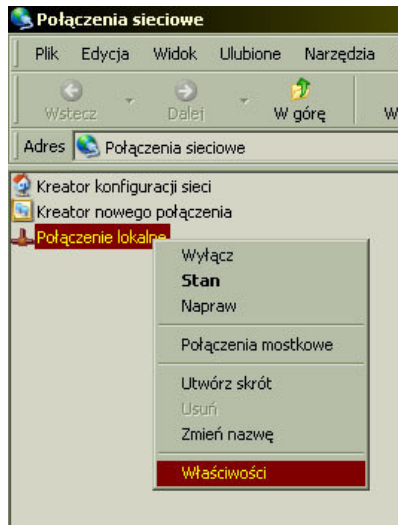 Połączenia sieciowe
Plik Edycja Widok Ulubione Narzędzia
Wstecz Dalej W górę W
Adres Połączenia sieciowe
Kreator konfiguracji sieci
Kreator nowego połączenia
Połączenie lokalne
Wyłącz
Stan
Napraw
Połączenia mostkowe
Utwórz skrót
Usuń
Zmień nazwę
Właściwości